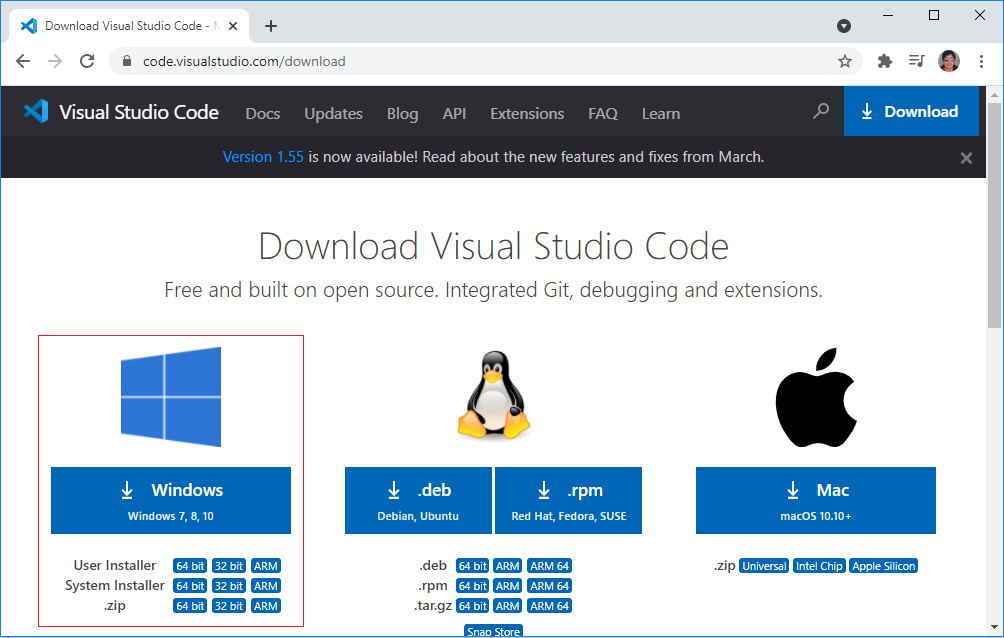 Download Visual Studio Code -
code.visualstudio.com/download
Visual Studio Code Docs Updates Blog API Extensions FAQ Learn Download
Version 1.55 is now available! Read about the new features and fixes from March.
Download Visual Studio Code
Free and built on open source. Integrated Git, debugging and extensions.
Windows
Windows 7, 8, 10
User Installer 64 bit 32 bit ARM
System Installer 64 bit 32 bit ARM
.zip 64 bit 32 bit ARM
.deb
Debian, Ubuntu
.rpm
Red Hat, Fedora, SUSE
.deb 64 bit ARM ARM 64
.rpm 64 bit ARM ARM 64
.tar.gz 64 bit ARM ARM 64
Snap Store
Mac
macOS 10.10+
.zip Universal Intel Chip Apple Silicon